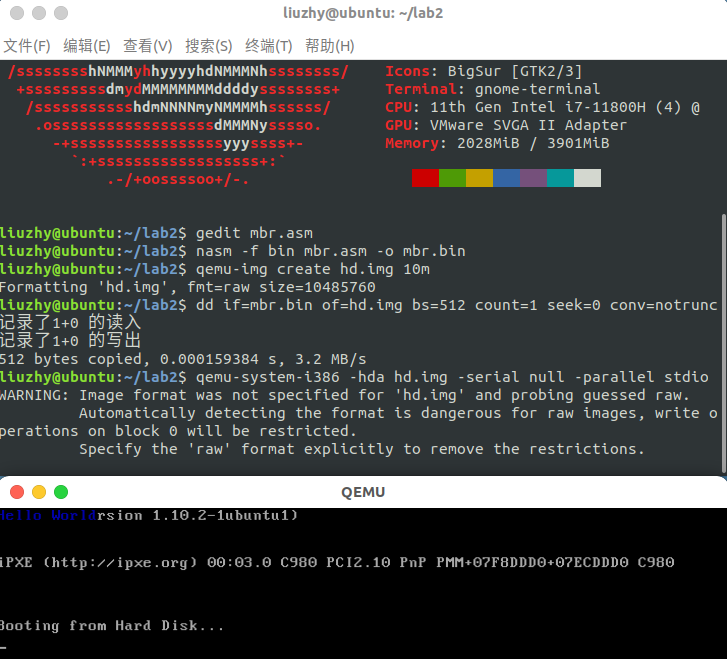 liuzhy@ubuntu: ~/lab2
文件(F) 编辑(E) 查看(V) 搜索(S) 终端(T) 帮助(H)
/sssssssshNMMMyhhyyyyhdNMMMNhssssssss/ Icons: BigSur [GTK2/3]
+sssssssssdmydMMMMMMMMddddyssssssss+ Terminal: gnome-terminal
/ssssssssssshdmNNNNmyNMMMMhssssss/ CPU: 11th Gen Intel i7-11800H (4) @
.ossssssssssssssssssdMMMNysssso. GPU: VMware SVGA II Adapter
-+sssssssssssssssssyyyssss+- Memory: 2028MiB / 3901MiB
`:+ssssssssssssssssss+:`
.-/+oossssoo+/-.
liuzhy@ubuntu:~/lab2$ gedit mbr.asm
liuzhy@ubuntu:~/lab2$ nasm -f bin mbr.asm -o mbr.bin
liuzhy@ubuntu:~/lab2$ qemu-img create hd.img 10m
Formatting 'hd.img', fmt=raw size=10485760
liuzhy@ubuntu:~/lab2$ dd if=mbr.bin of=hd.img bs=512 count=1 seek=0 conv=notrunc
记录了1+0 的读入
记录了1+0 的写出
512 bytes copied, 0.000159384 s, 3.2 MB/s
liuzhy@ubuntu:~/lab2$ qemu-system-i386 -hda hd.img -serial null -parallel stdio
WARNING: Image format was not specified for 'hd.img' and probing guessed raw.
Automatically detecting the format is dangerous for raw images, write o
perations on block 0 will be restricted.
Specify the 'raw' format explicitly to remove the restrictions.
QEMU
Hello Worldrsion 1.10.2-1ubuntu1)
iPXE (http://ipxe.org) 00:03.0 C980 PCI2.10 PnP PMM+07F8DDD0+07ECDDD0 C980
Booting from Hard Disk...